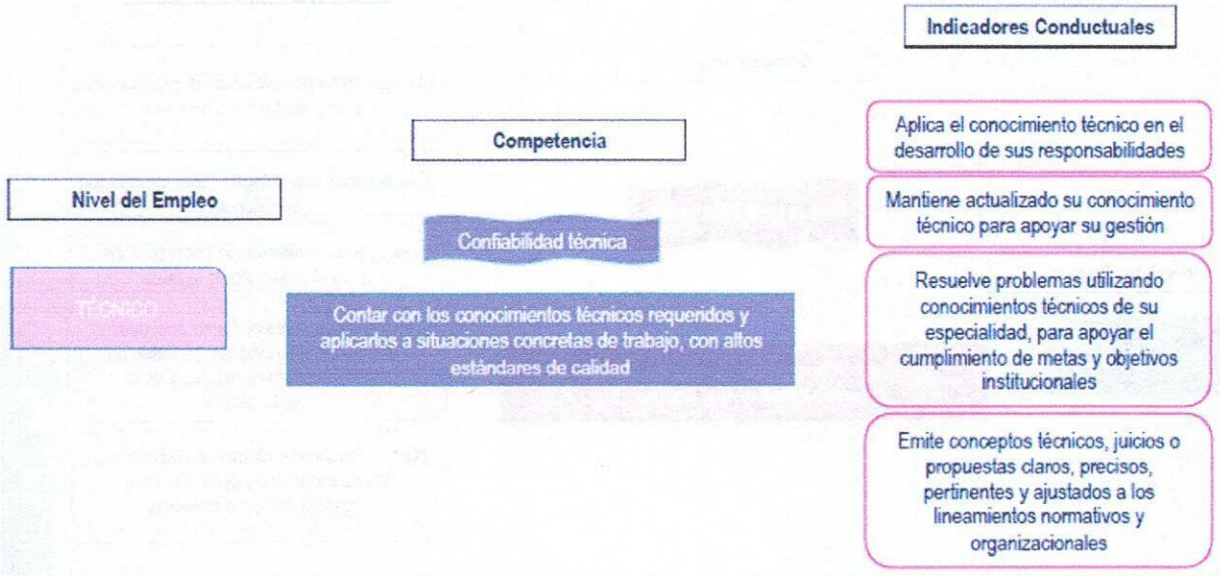 Indicadores Conductuales
Competencia
Nivel del Empleo
Confiabilidad técnica
TÉCNICO
Contar con los conocimientos técnicos requeridos y
aplicarlos a situaciones concretas de trabajo, con altos
estándares de calidad
Aplica el conocimiento técnico en el
desarrollo de sus responsabilidades
Mantiene actualizado su conocimiento
técnico para apoyar su gestión
Resuelve problemas utilizando
conocimientos técnicos de su
especialidad, para apoyar el
cumplimiento de metas y objetivos
institucionales
Emite conceptos técnicos, juicios o
propuestas claros, precisos,
pertinentes y ajustados a los
lineamientos normativos y
organizacionales